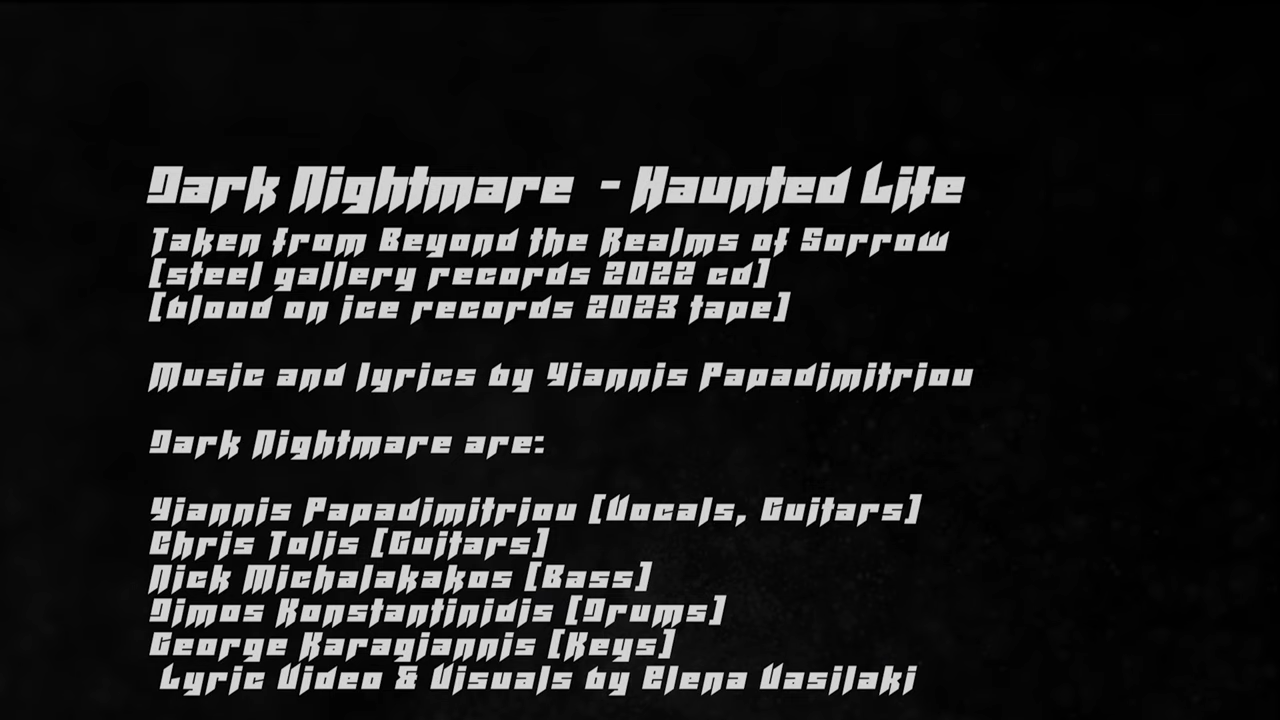 Dark Nightmare - Haunted Life
Taken from Beyond the Realms of Sorrow
[steel gallery records 2022 cd]
[blood on ice records 2023 tape]
Music and lyrics by Yiannis Papadimitriou
Dark Nightmare are:
Yiannis Papadimitriou [Vocals, Guitars]
Chris Tolis [Guitars]
Nick Michalakakos [Bass]
Dimos Konstantinidis [Drums]
George Karagiannis [Keys]
Lyric Video & Visuals by Elena Vasilaki